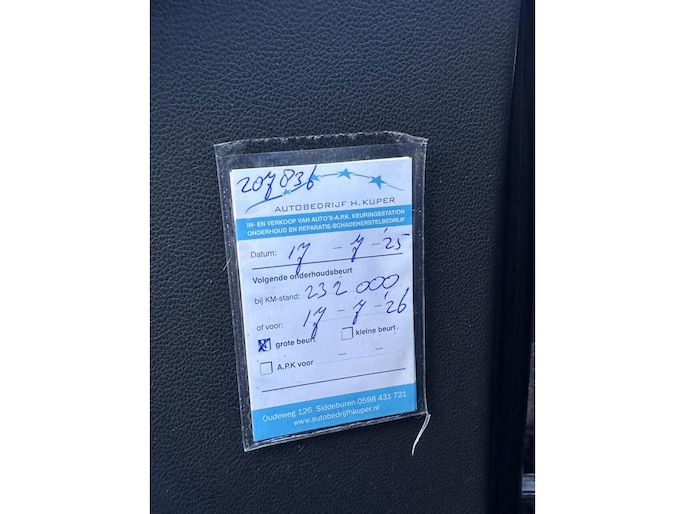 207836
AUTOBEDRIJF H. KUPER
IN- EN VERKOOP VAN AUTO'S-A.P.K. KEURINGSSTATION
ONDERHOUD EN REPARATIE-SCHADEHERSTELBEDRIJF
Datum: 17 - 7 - '25
Volgende onderhoudsbeurt
bij KM-stand: 232 000
of voor: 17 - 7 - '26
grote beurt kleine beurt
A.P.K voor - -
Oudeweg 126 Siddeburen 0598 431 721
www.autobedrijfhkuper.nl